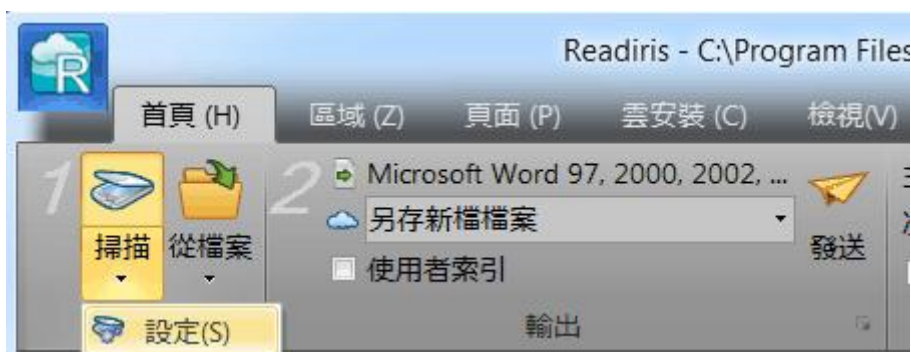 R
Readiris - C:\Program Files
首頁 (H) 區域 (Z) 頁面 (P) 雲安裝 (C) 檢視(V)
1
掃描
從檔案
2
Microsoft Word 97, 2000, 2002, ...
另存新檔檔案
使用者索引
發送
設定(S)
輸出